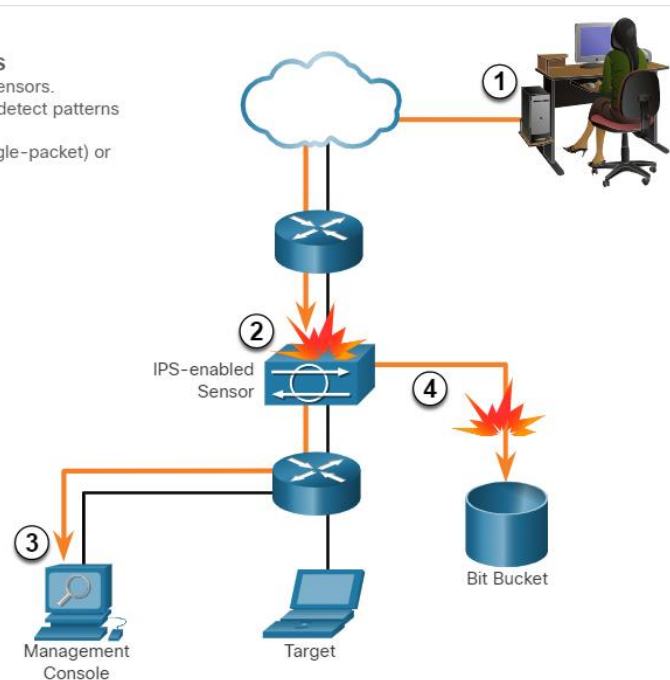 S
ensors.
detect patterns
gle-packet) or
1
2
IPS-enabled
Sensor
4
3
Bit Bucket
Management
Console
Target